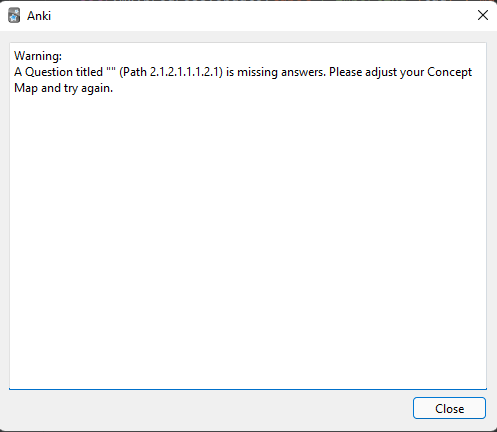 Anki
Warning:
A Question titled "" (Path 2.1.2.1.1.1.2.1) is missing answers. Please adjust your Concept
Map and try again.
Close